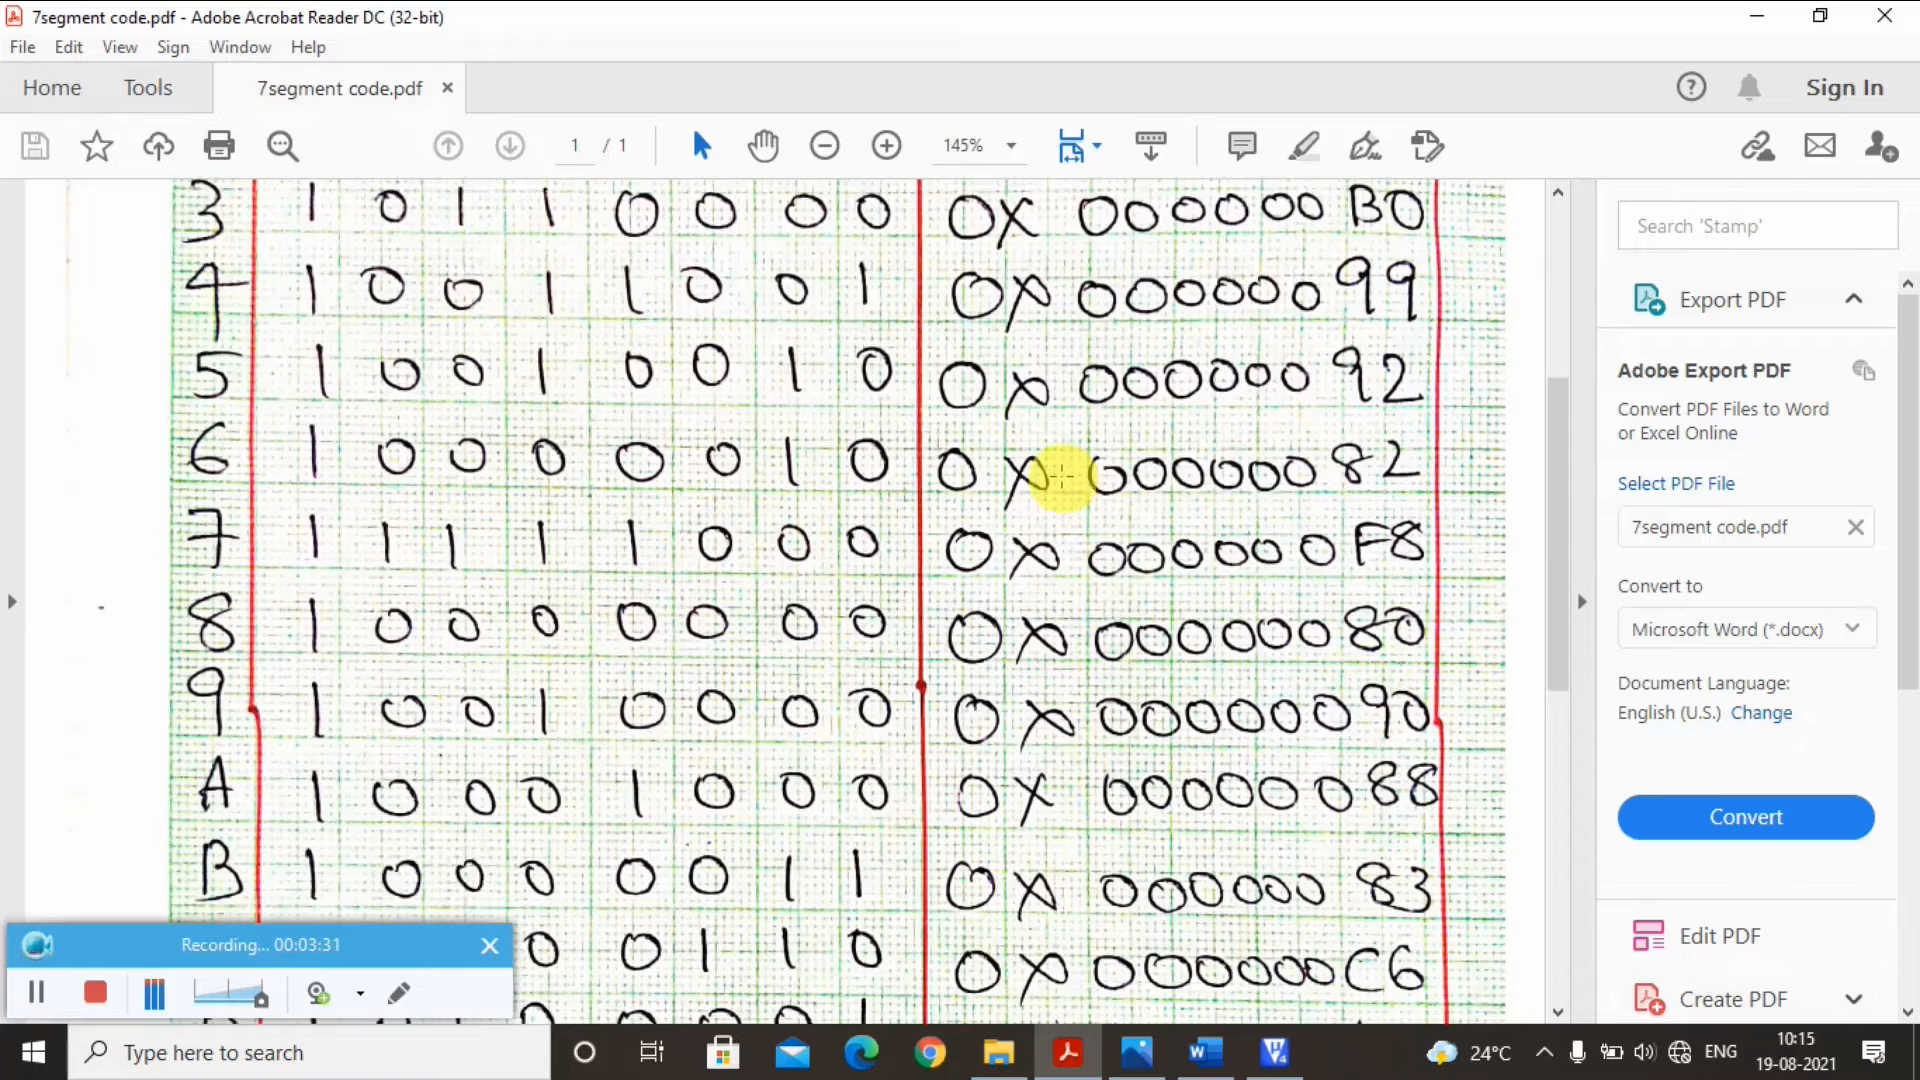 7segment code.pdf - Adobe Acrobat Reader DC (32-bit)
File Edit View Sign Window Help
Home Tools 7segment code.pdf × Sign In
1 / 1 145%
3 1 0 1 1 0 0 0 0 0x 000000B0
4 1 0 0 1 1 0 0 1 0x 00000099
5 1 0 0 1 0 0 1 0 0x 00000092
6 1 0 0 0 0 0 1 0 0x 00000082
7 1 1 1 1 1 0 0 0 0x 000000F8
8 1 0 0 0 0 0 0 0 0x 00000080
9 1 0 0 1 0 0 0 0 0x 00000090
A 1 0 0 0 1 0 0 0 0x 00000088
B 1 0 0 0 0 0 1 1 0x 00000083
0 0 1 1 0 0x 000000C6
Search 'Stamp'
Export PDF
Adobe Export PDF
Convert PDF Files to Word
or Excel Online
Select PDF File
7segment code.pdf
Convert to
Microsoft Word (*.docx)
Document Language:
English (U.S.) Change
Convert
Edit PDF
Create PDF
Recording... 00:03:31
Type here to search
24°C ENG 10:15
19-08-2021